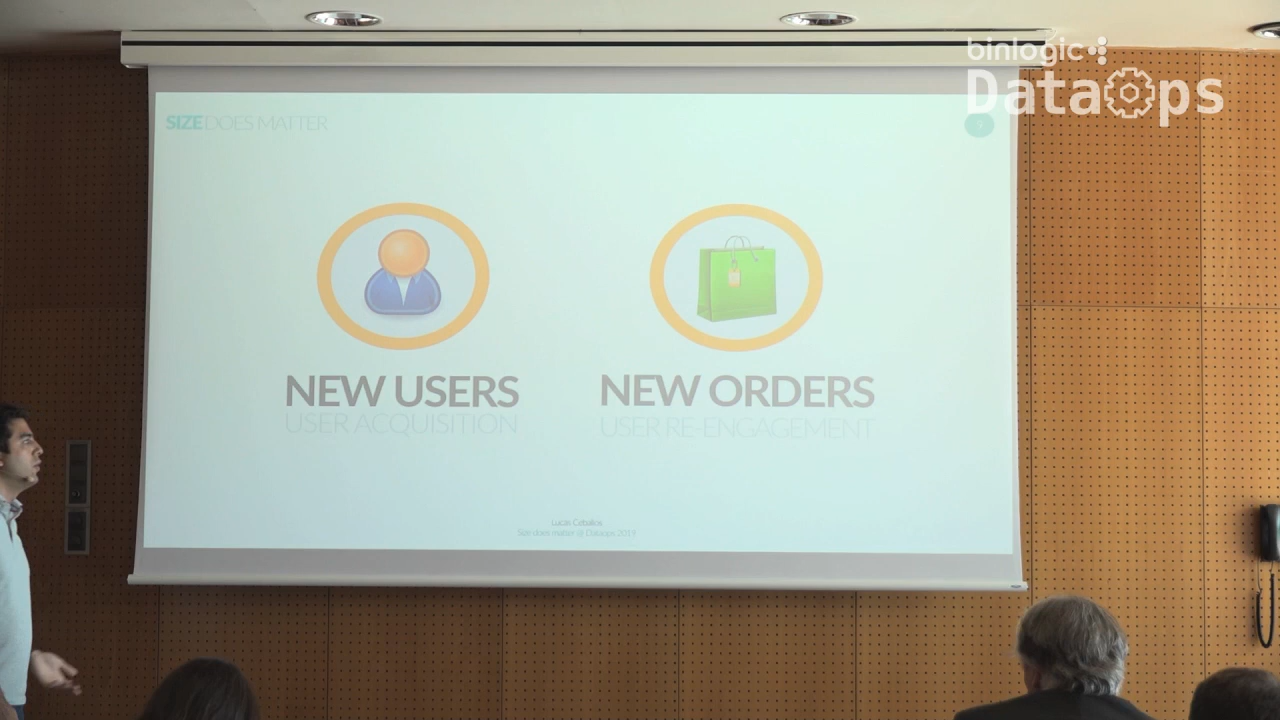 binlogic
DataOps
SIZE DOES MATTER
NEW USERS
USER ACQUISITION
NEW ORDERS
USER RE-ENGAGEMENT
Lucas Ceballos
Size does matter @ Dataops 2014